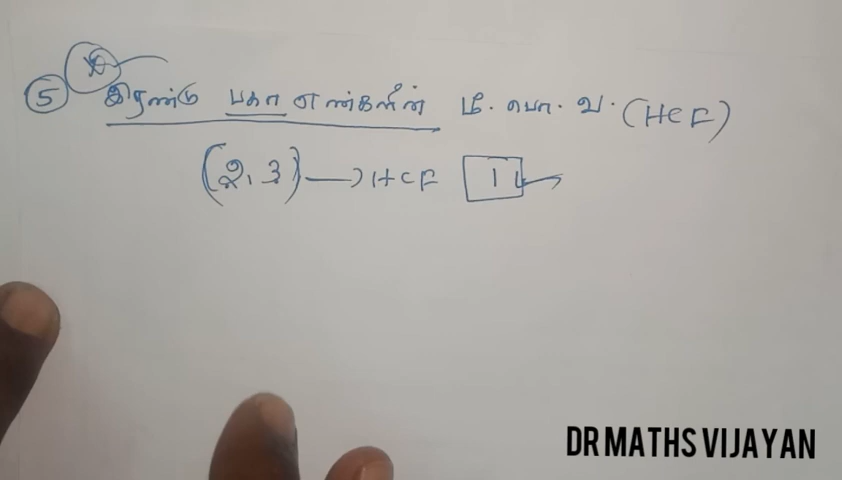 (5) இரண்டு பகா எண்களின் மீ. பொ. வ. (HCF)
(2, 3) → HCF 1
DR MATHS VIJAYAN